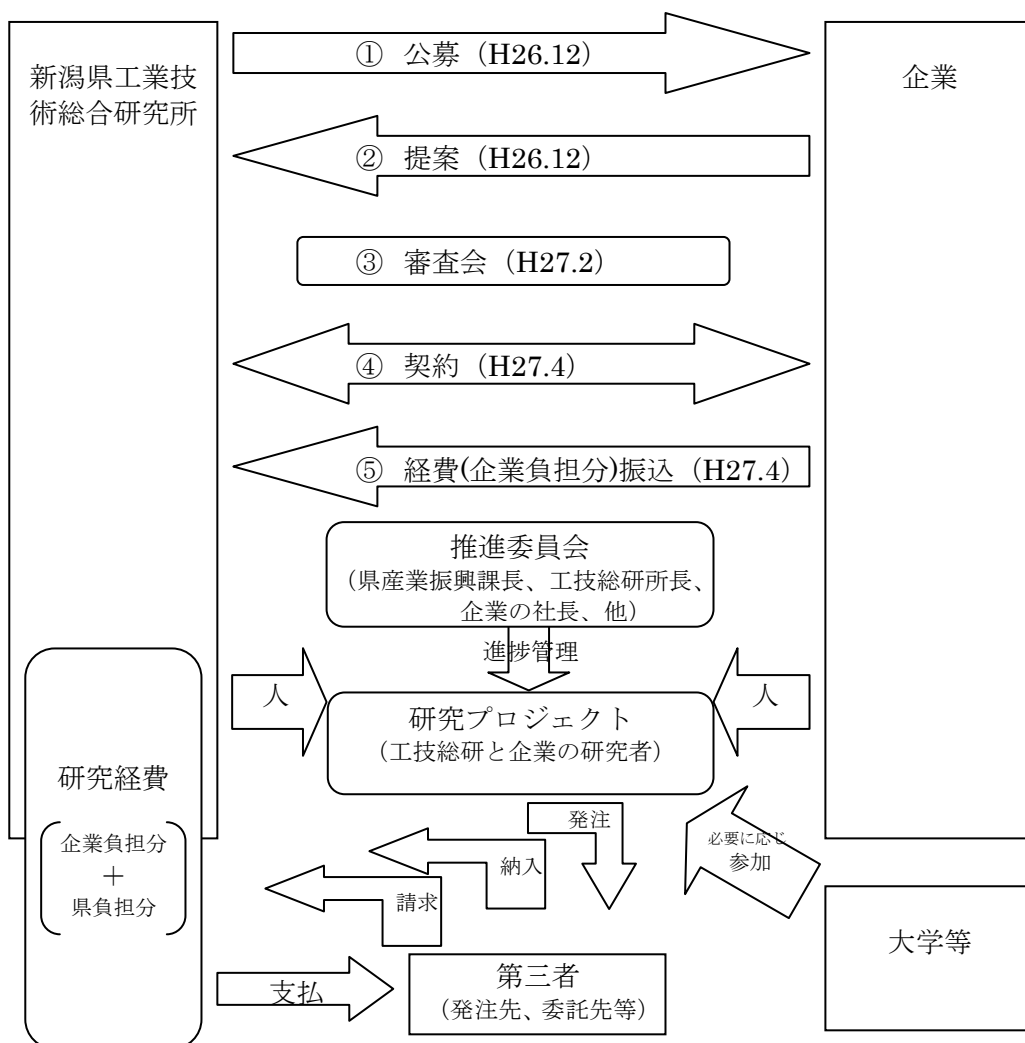 新潟県工業技
術総合研究所
① 公募（H26.12）
企業
② 提案（H26.12）
③ 審査会（H27.2）
④ 契約（H27.4）
⑤ 経費(企業負担分)振込（H27.4）
推進委員会
（県産業振興課長、工技総研所長、
企業の社長、他）
進捗管理
人
人
研究プロジェクト
（工技総研と企業の研究者）
研究経費
企業負担分
＋
県負担分
発注
納入
請求
必要に応じ
参加
大学等
支払
第三者
（発注先、委託先等）